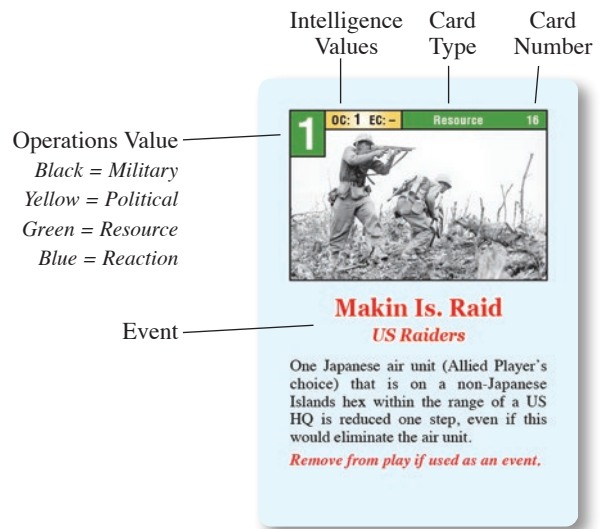 Intelligence Values
Card Type
Card Number
Operations Value
Black = Military
Yellow = Political
Green = Resource
Blue = Reaction
Event
1
OC: 1 EC: –
Resource
16
Makin Is. Raid
US Raiders
One Japanese air unit (Allied Player's
choice) that is on a non-Japanese
Islands hex within the range of a US
HQ is reduced one step, even if this
would eliminate the air unit.
Remove from play if used as an event.